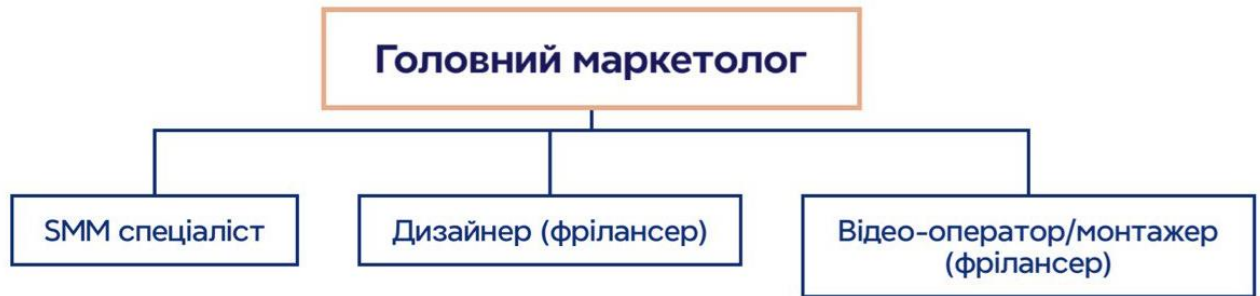 Головний маркетолог
SMM спеціаліст
Дизайнер (фрілансер)
Відео-оператор/монтажер
(фрілансер)